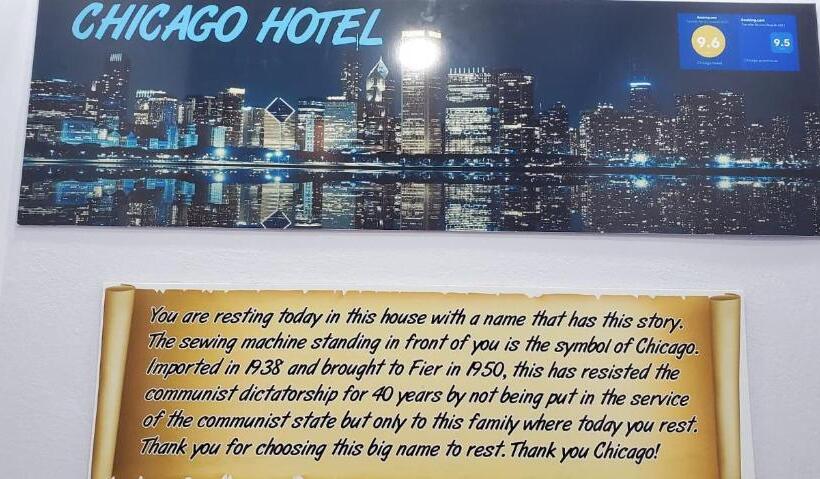 CHICAGO HOTEL
Booking.com
9.6
9.5
You are resting today in this house with a name that has this story.
The sewing machine standing in front of you is the symbol of Chicago.
Imported in 1938 and brought to Fier in 1950, this has resisted the
communist dictatorship for 40 years by not being put in the service
of the communist state but only to this family where today you rest.
Thank you for choosing this big name to rest. Thank you Chicago!